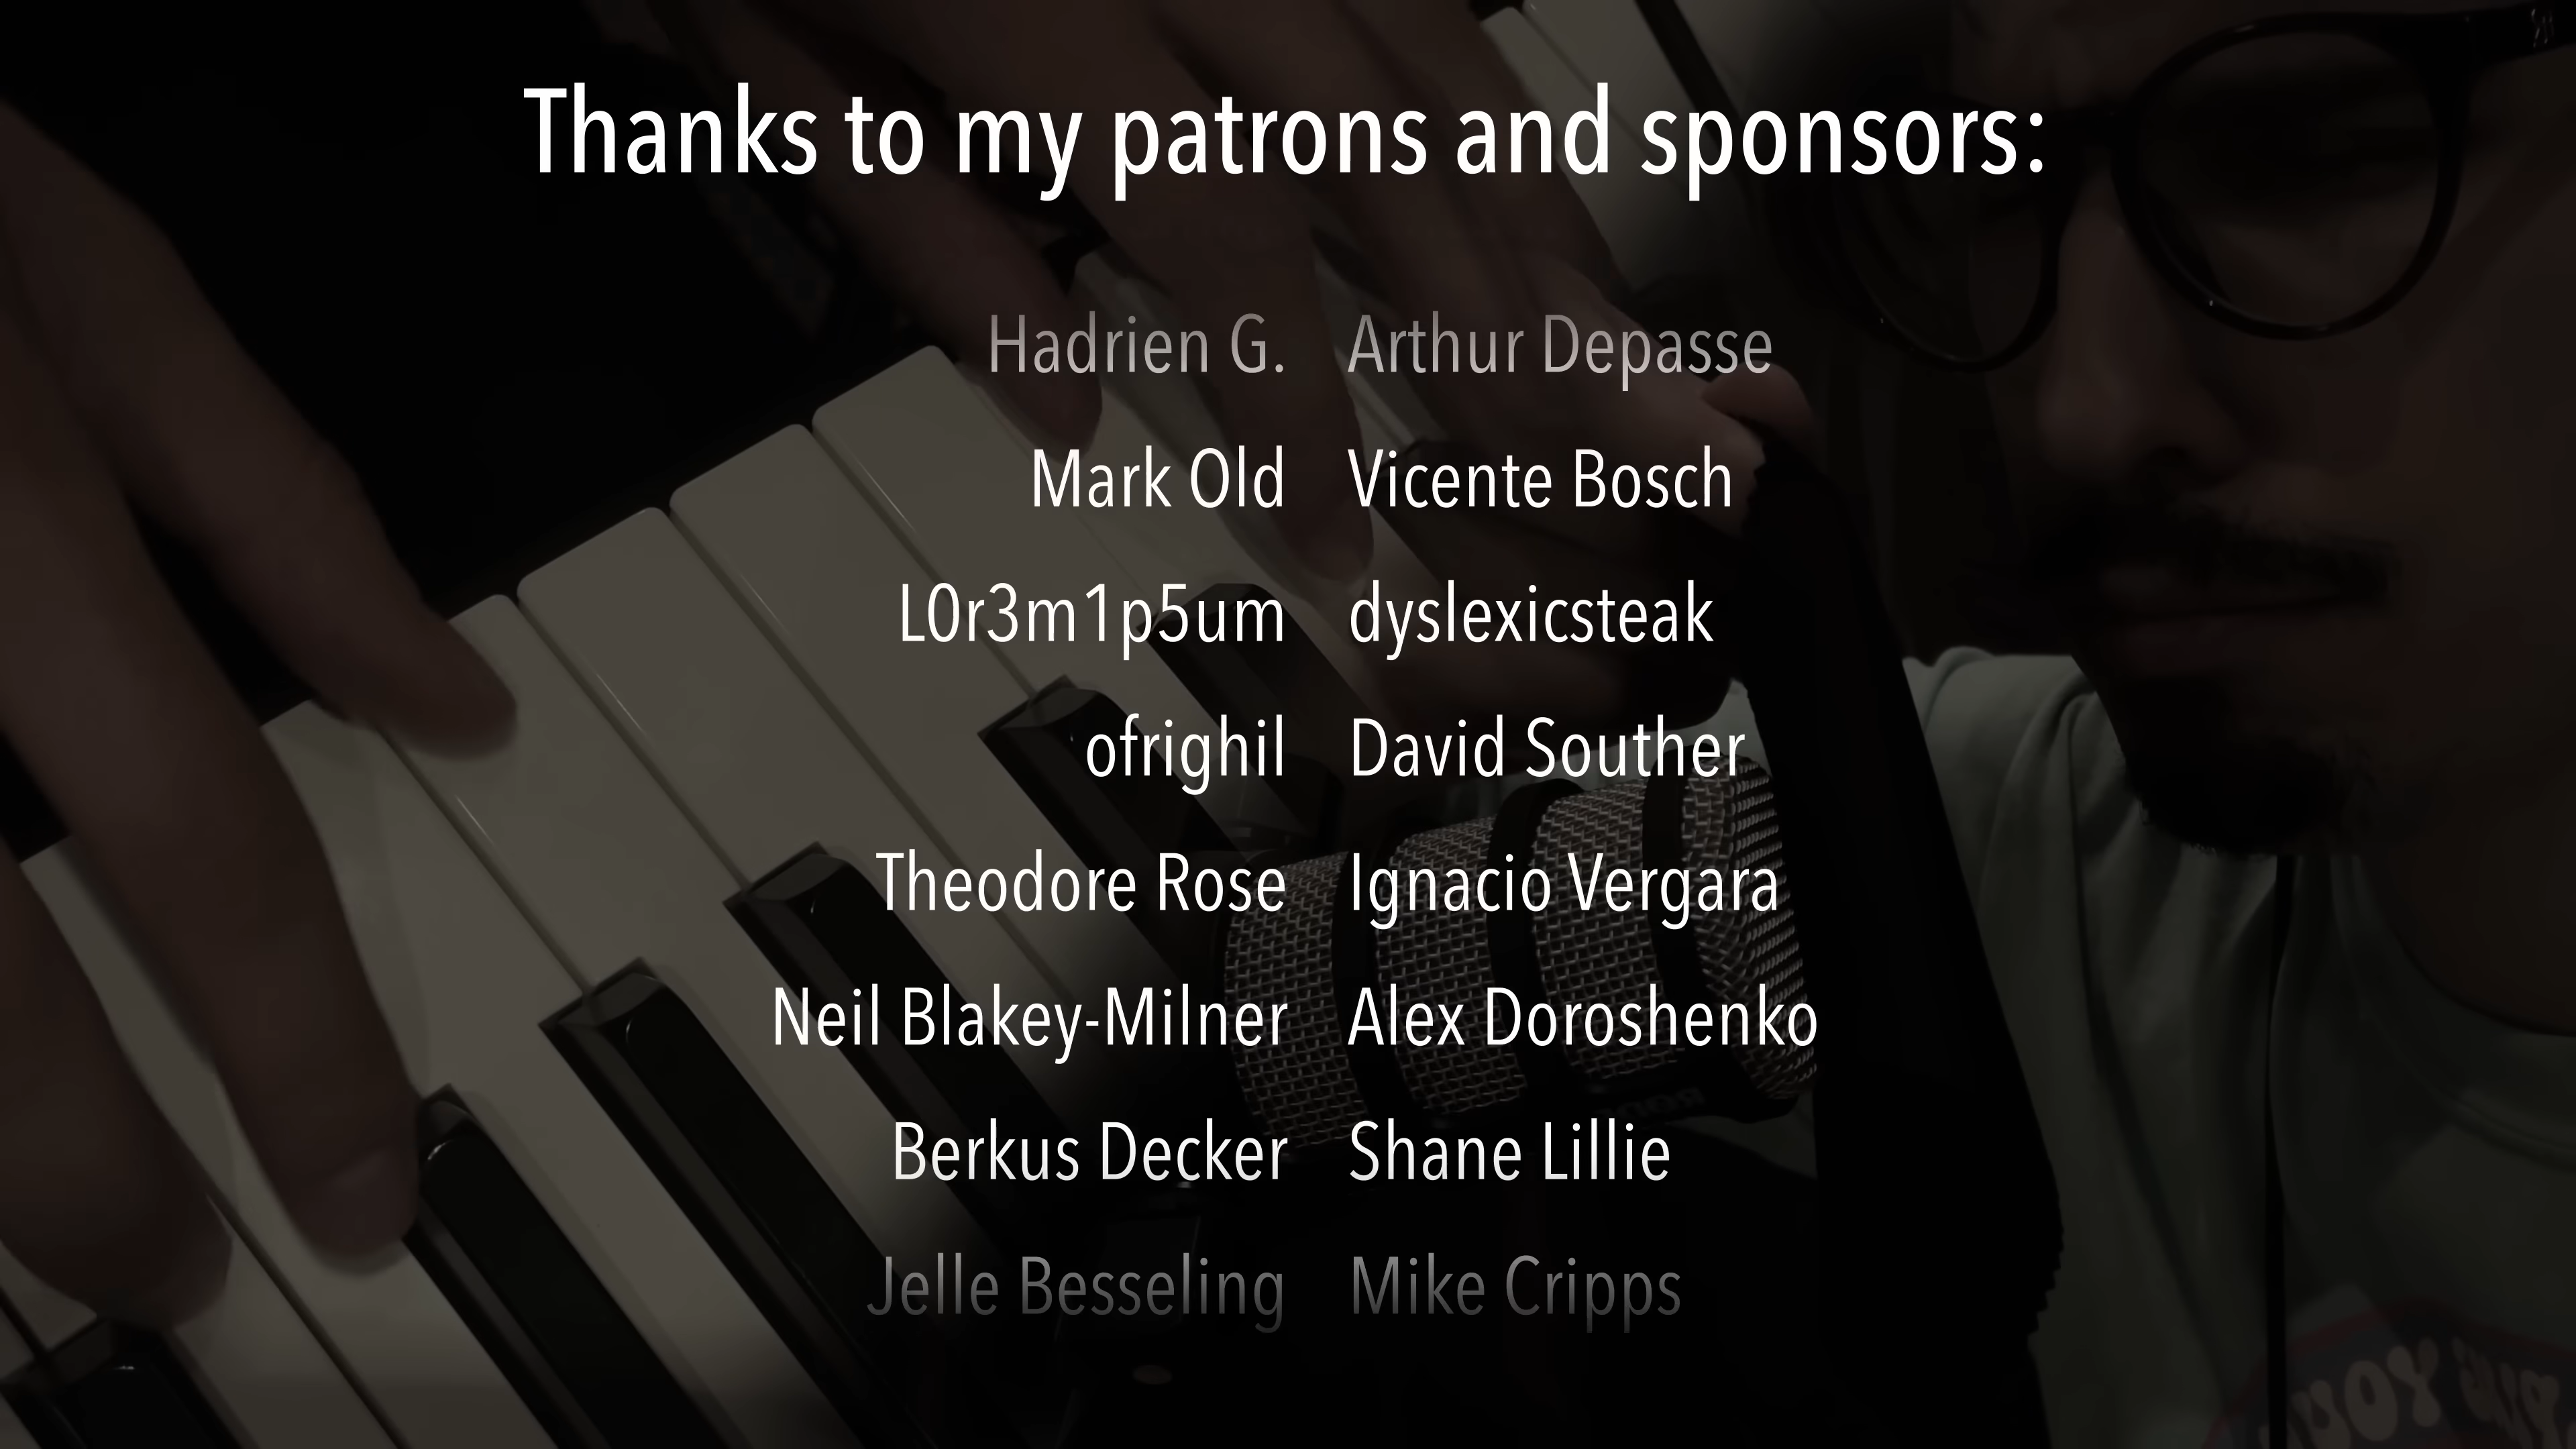 Thanks to my patrons and sponsors:
Hadrien G. Arthur Depasse
Mark Old Vicente Bosch
L0r3m1p5um dyslexicsteak
ofrighil David Souther
Theodore Rose Ignacio Vergara
Neil Blakey-Milner Alex Doroshenko
Berkus Decker Shane Lillie
Jelle Besseling Mike Cripps